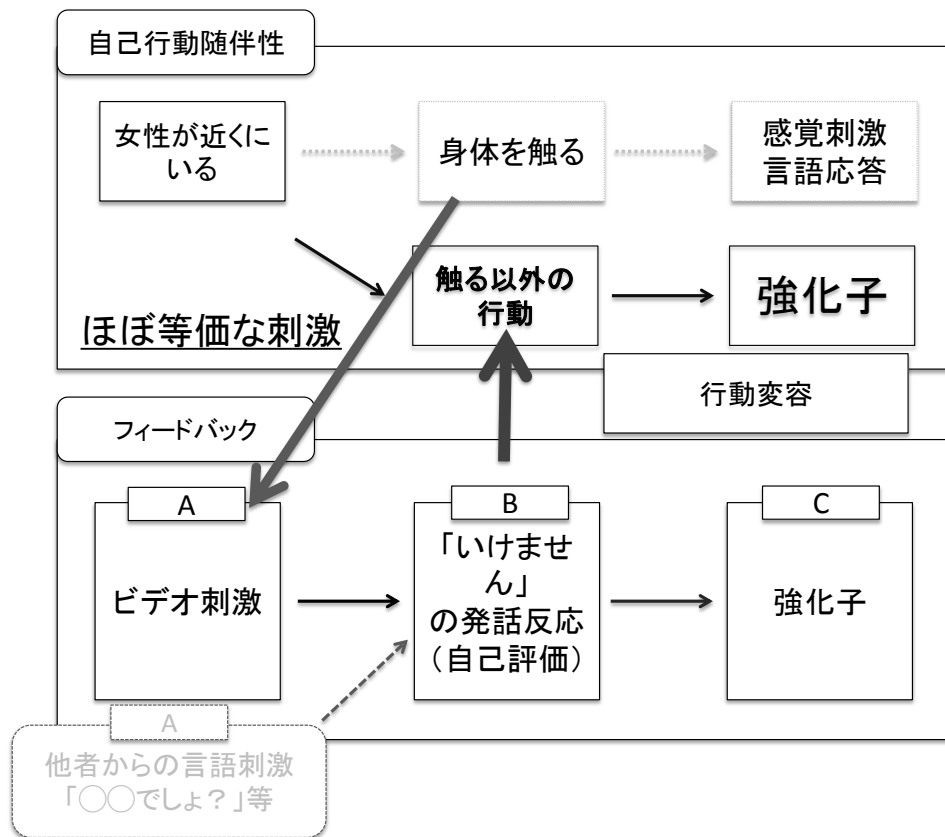 自己行動随伴性
女性が近くに
いる
身体を触る
感覚刺激
言語応答
触る以外の
行動
強化子
ほぼ等価な刺激
行動変容
フィードバック
A
ビデオ刺激
B
「いけませ
ん」
の発話反応
（自己評価）
C
強化子
A
他者からの言語刺激
「○○でしょ？」等